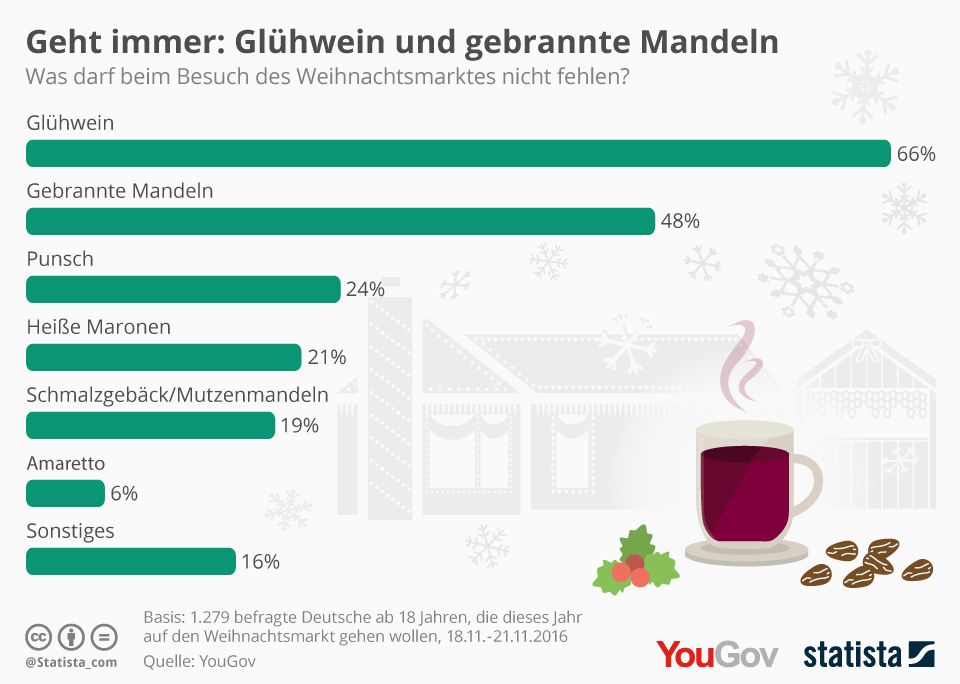 Geht immer: Glühwein und gebrannte Mandeln
Was darf beim Besuch des Weihnachtsmarktes nicht fehlen?
Glühwein
66%
Gebrannte Mandeln
48%
Punsch
24%
Heiße Maronen
21%
Schmalzgebäck/Mutzenmandeln
19%
Amaretto
6%
Sonstiges
16%
Basis: 1.279 befragte Deutsche ab 18 Jahren, die dieses Jahr
auf den Weihnachtsmarkt gehen wollen, 18.11.-21.11.2016
Quelle: YouGov
cc
@Statista_com
YouGov
statista